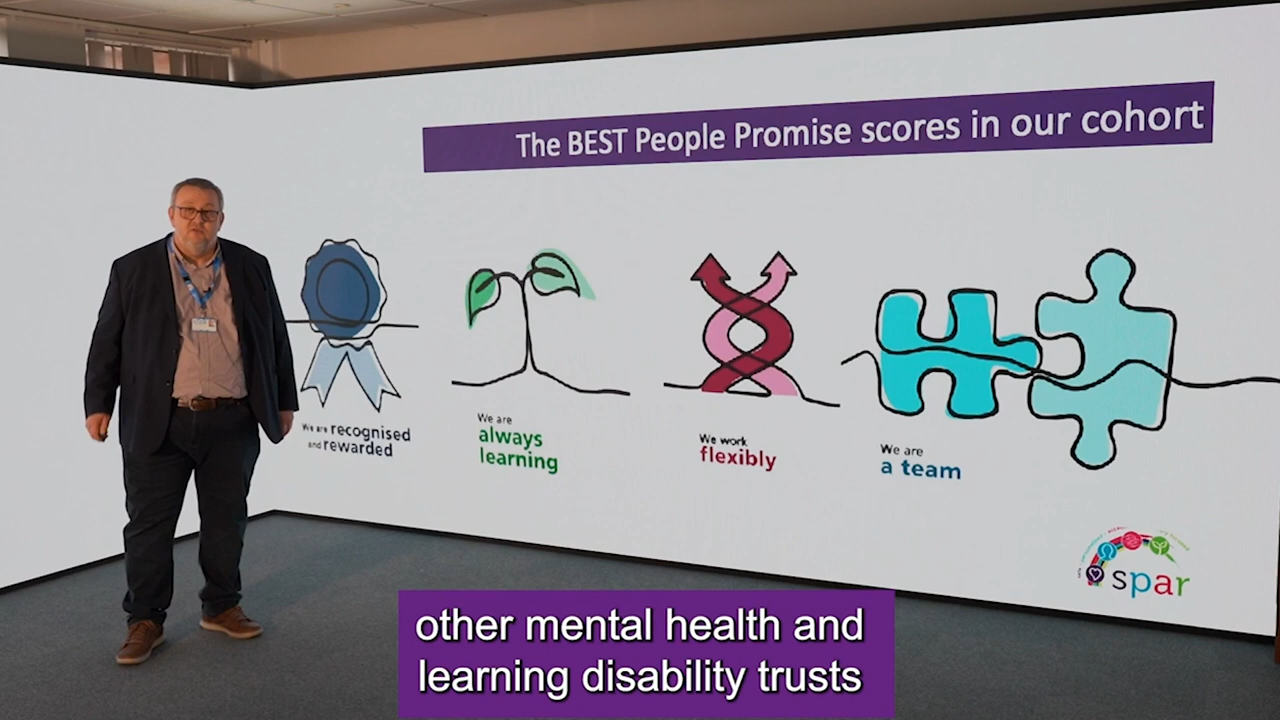 The BEST People Promise scores in our cohort
We are recognised
and rewarded
We are
always
learning
We work
flexibly
We are
a team
spar
other mental health and
learning disability trusts